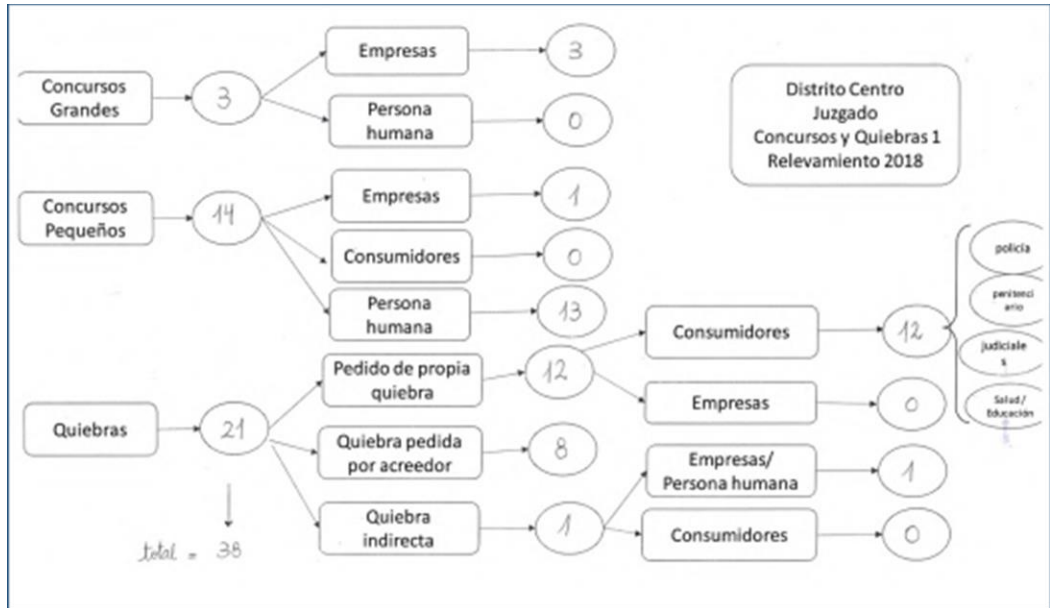 Concursos
Grandes
3
Empresas
3
Persona
humana
0
Distrito Centro
Juzgado
Concursos y Quiebras 1
Relevamiento 2018
Concursos
Pequeños
14
Empresas
1
Consumidores
0
Persona
humana
13
Quiebras
21
Pedido de propia
quiebra
12
Consumidores
12
policía
penitenci
ario
judiciale
s
Salud /
Educación
Empresas
0
Quiebra pedida
por acreedor
8
Quiebra
indirecta
1
Empresas/
Persona humana
1
Consumidores
0
total = 38